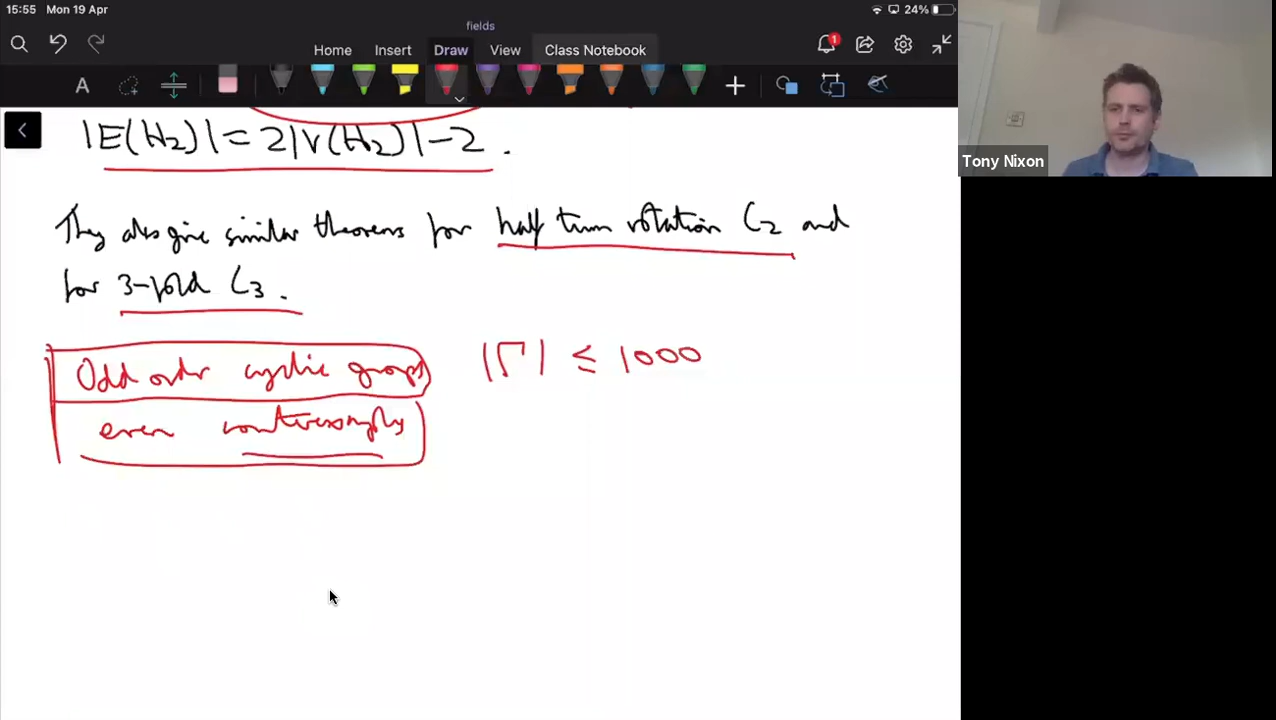 15:55 Mon 19 Apr
24%
fields
Home Insert Draw View Class Notebook
1
A
|E(H₂)| = 2|V(H₂)| - 2 .
Tony Nixon
They also give similar theorems for half turn rotation C₂ and
for 3-fold C₃ .
Odd order cyclic groups |Γ| ≤ 1000
even counterexamples